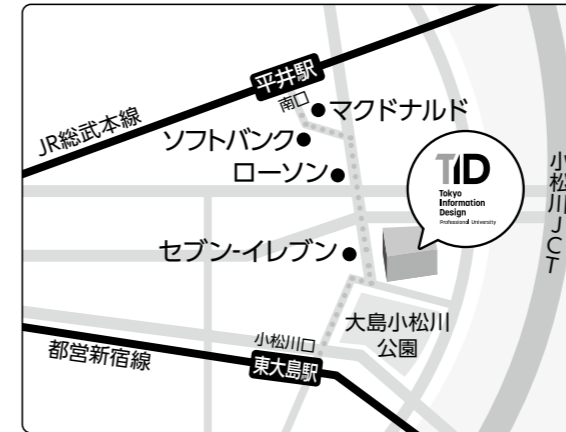 平井駅
南口
マクドナルド
JR総武本線
ソフトバンク
ローソン
TID
Tokyo
Information
Design
Professional University
小松川JCT
セブン-イレブン
大島小松川
公園
小松川口
東大島駅
都営新宿線